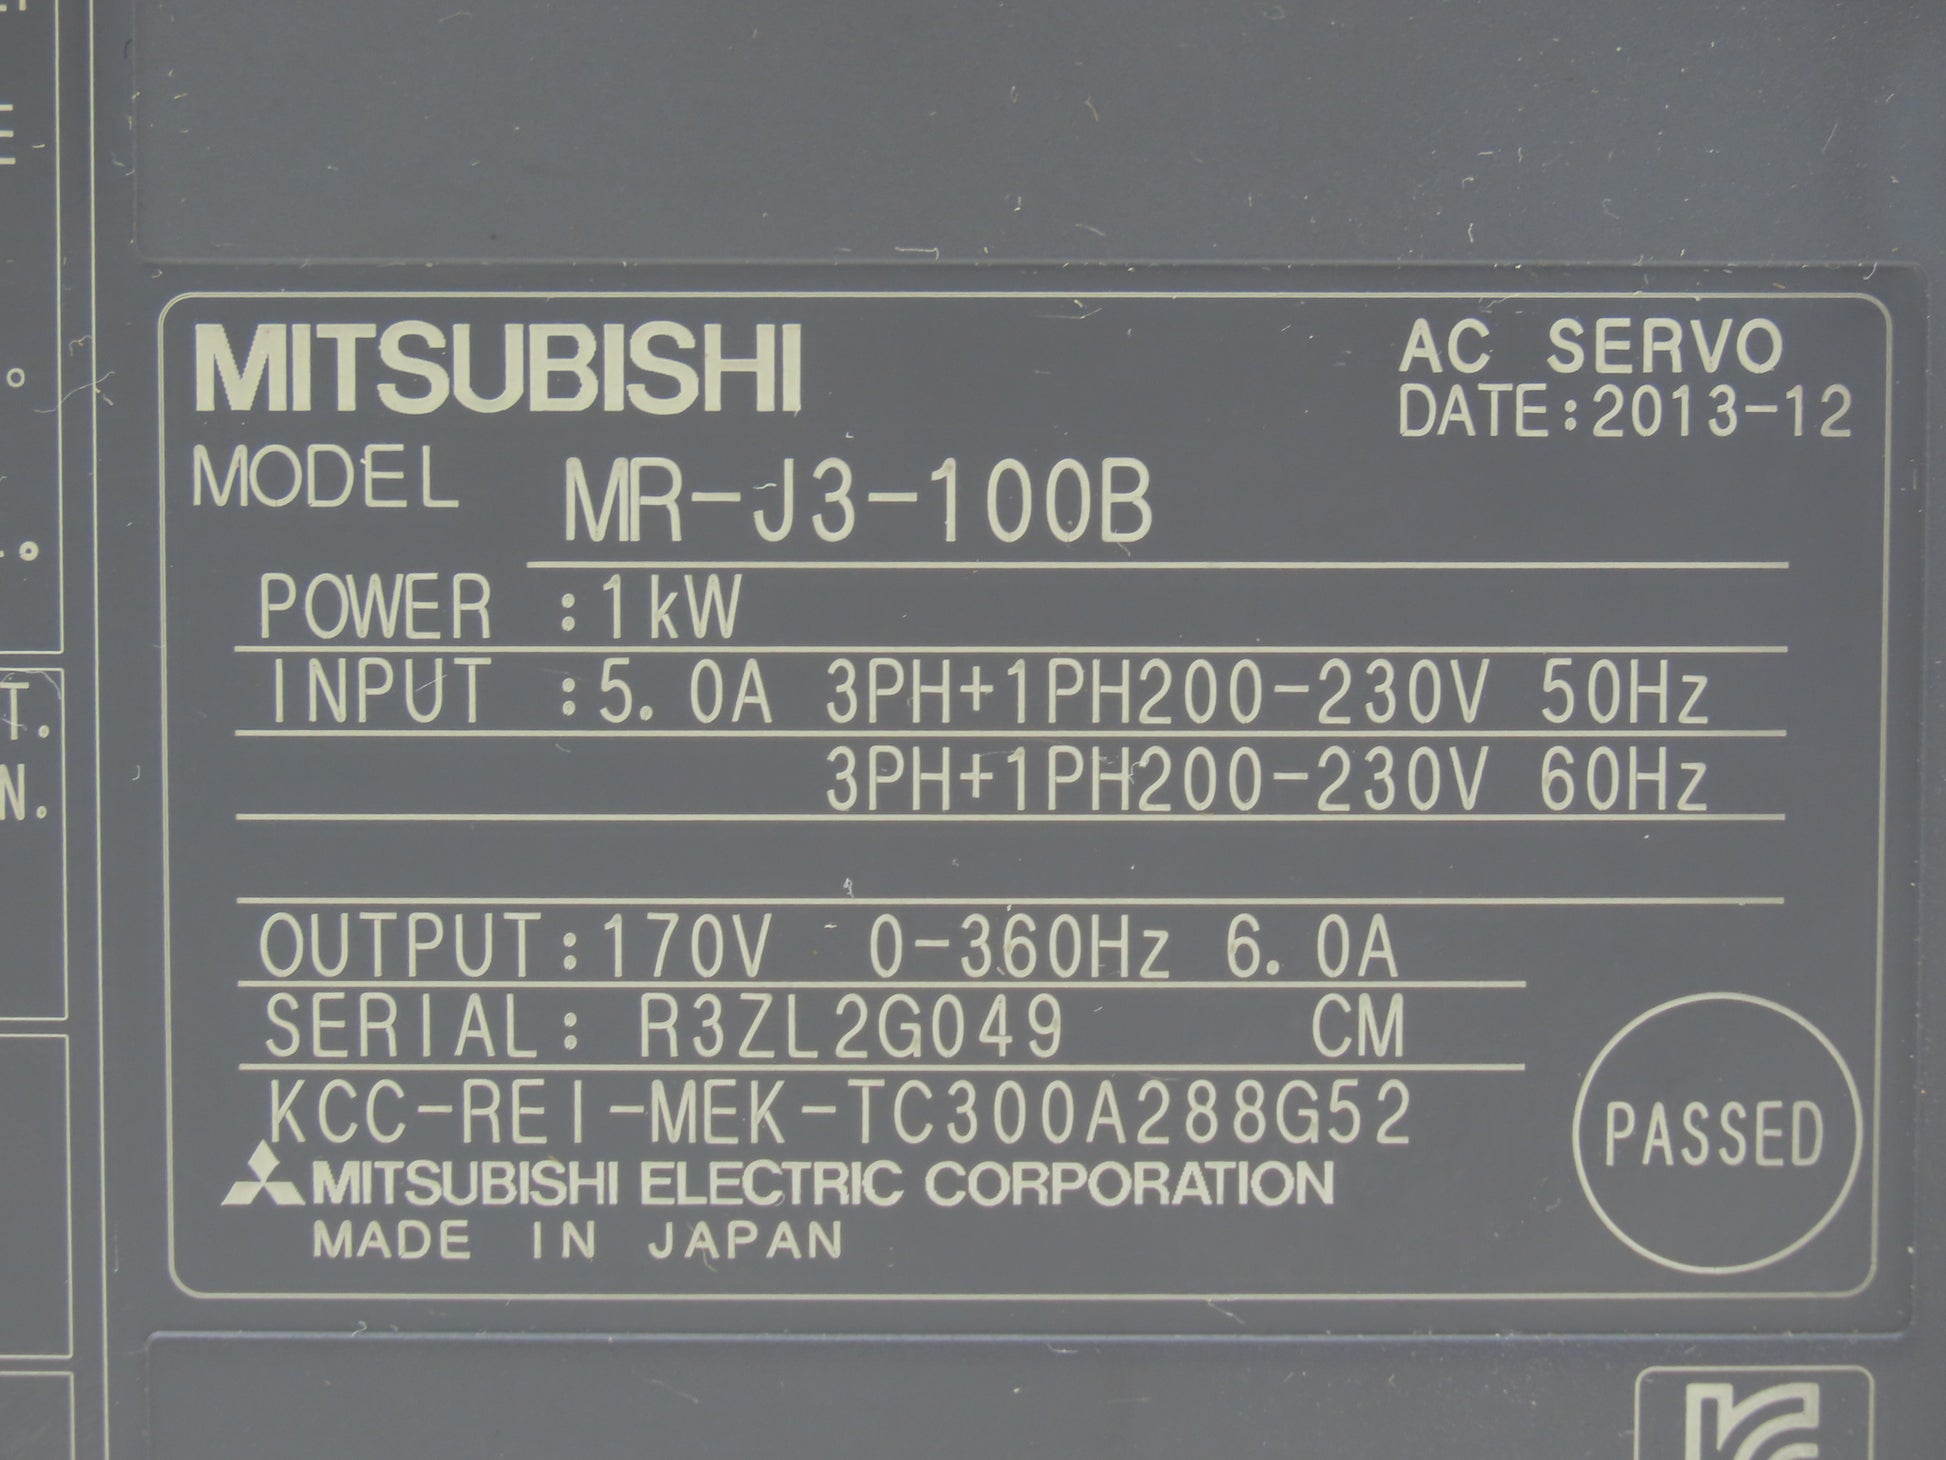 MITSUBISHI
AC SERVO
DATE:2013-12
MODEL MR-J3-100B
POWER :1kW
INPUT :5.0A 3PH+1PH200-230V 50Hz
3PH+1PH200-230V 60Hz
OUTPUT:170V 0-360Hz 6.0A
SERIAL: R3ZL2G049 CM
KCC-REI-MEK-TC300A288G52
MITSUBISHI ELECTRIC CORPORATION
MADE IN JAPAN
PASSED
T.
N.